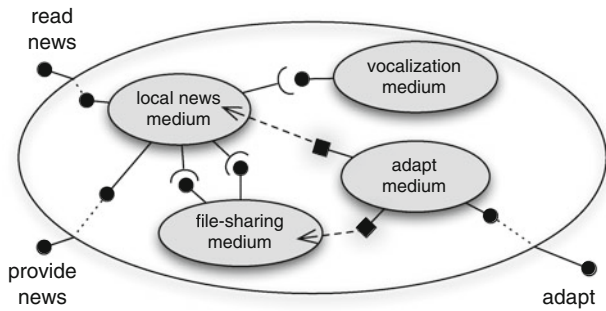 read
news
vocalization
medium
local news
medium
adapt
medium
file-sharing
medium
provide
news
adapt